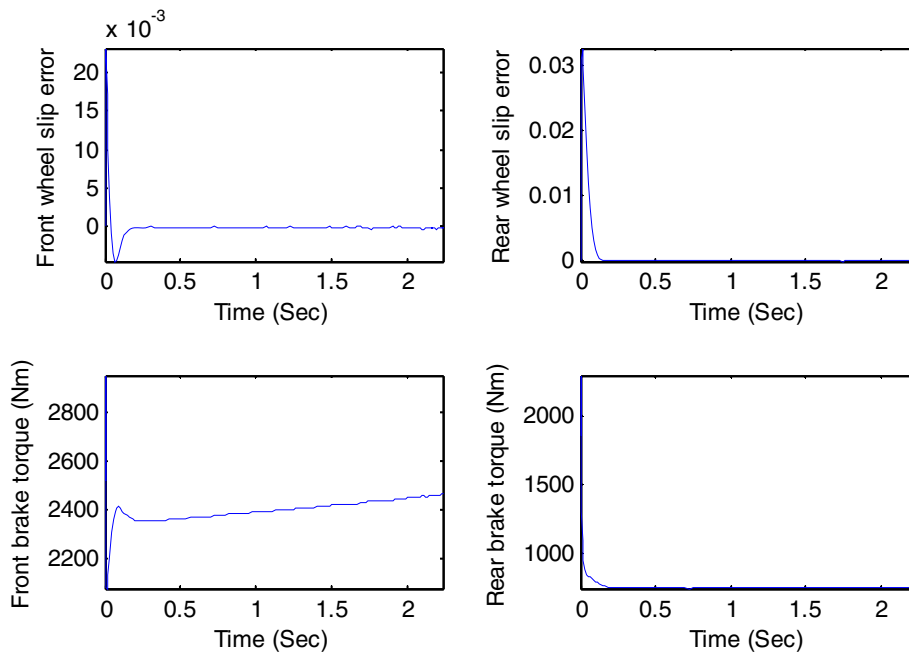 x 10^-3
20
15
10
5
0
Front wheel slip error
0 0.5 1 1.5 2
Time (Sec)
0.03
0.02
0.01
0
Rear wheel slip error
0 0.5 1 1.5 2
Time (Sec)
2800
2600
2400
2200
Front brake torque (Nm)
0 0.5 1 1.5 2
Time (Sec)
2000
1500
1000
Rear brake torque (Nm)
0 0.5 1 1.5 2
Time (Sec)